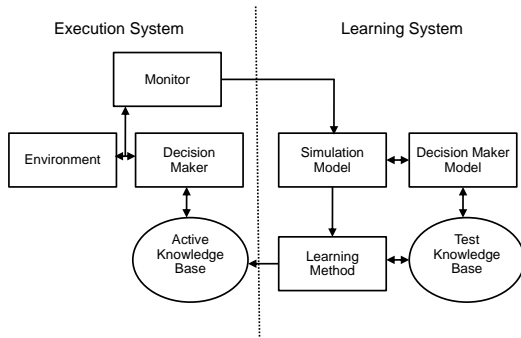 Execution System
Learning System
Monitor
Environment
Decision
Maker
Simulation
Model
Decision Maker
Model
Active
Knowledge
Base
Learning
Method
Test
Knowledge
Base